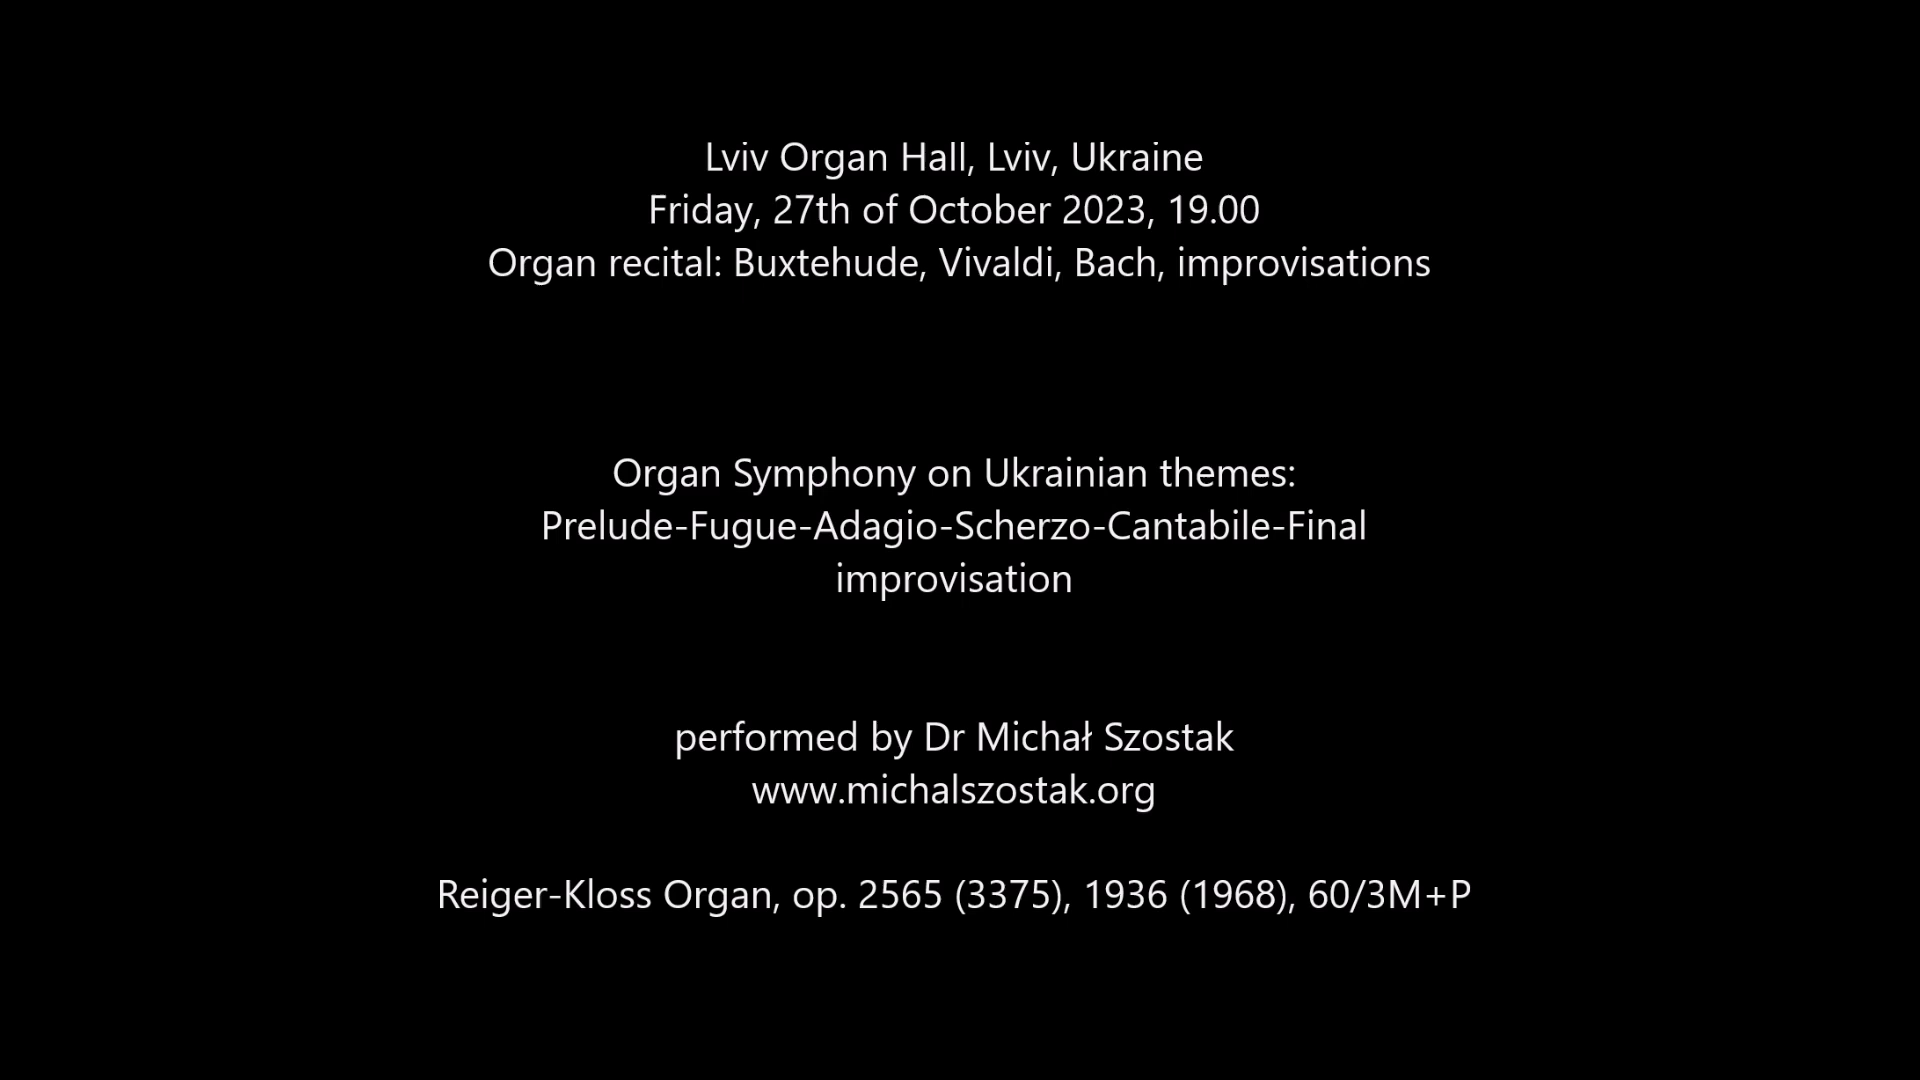 Lviv Organ Hall, Lviv, Ukraine
Friday, 27th of October 2023, 19.00
Organ recital: Buxtehude, Vivaldi, Bach, improvisations
Organ Symphony on Ukrainian themes:
Prelude-Fugue-Adagio-Scherzo-Cantabile-Final
improvisation
performed by Dr Michał Szostak
www.michalszostak.org
Reiger-Kloss Organ, op. 2565 (3375), 1936 (1968), 60/3M+P